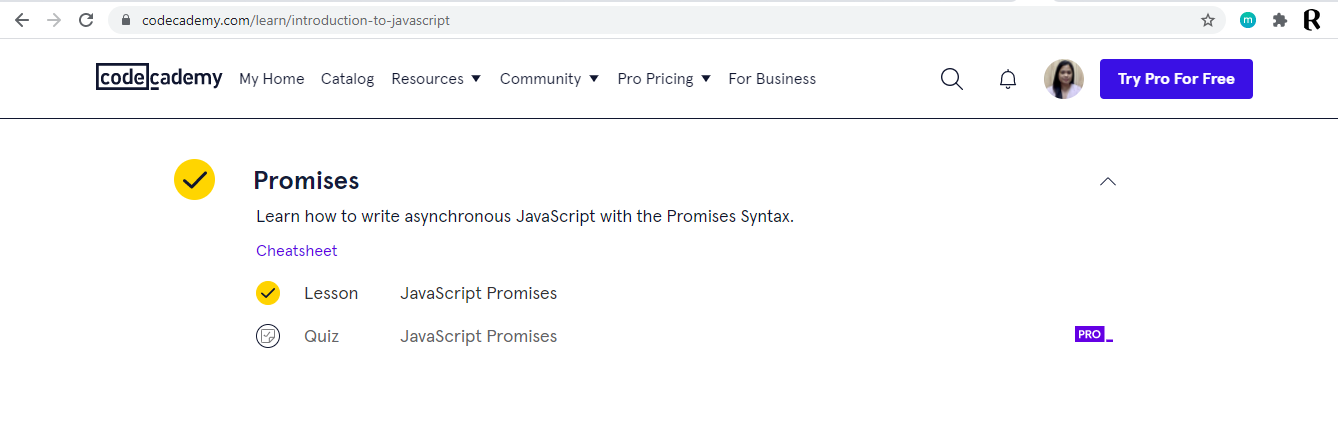 codecademy.com/learn/introduction-to-javascript
m
R
codecademy My Home Catalog Resources Community Pro Pricing For Business Try Pro For Free
Promises
Learn how to write asynchronous JavaScript with the Promises Syntax.
Cheatsheet
Lesson JavaScript Promises
Quiz JavaScript Promises PRO_